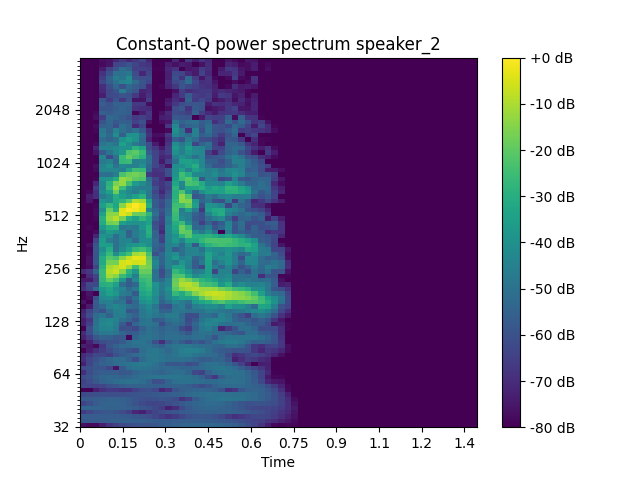 Constant-Q power spectrum speaker_2
+0 dB
-10 dB
-20 dB
-30 dB
-40 dB
-50 dB
-60 dB
-70 dB
-80 dB
2048
1024
512
256
128
64
32
Hz
0 0.15 0.3 0.45 0.6 0.75 0.9 1.1 1.2 1.4
Time